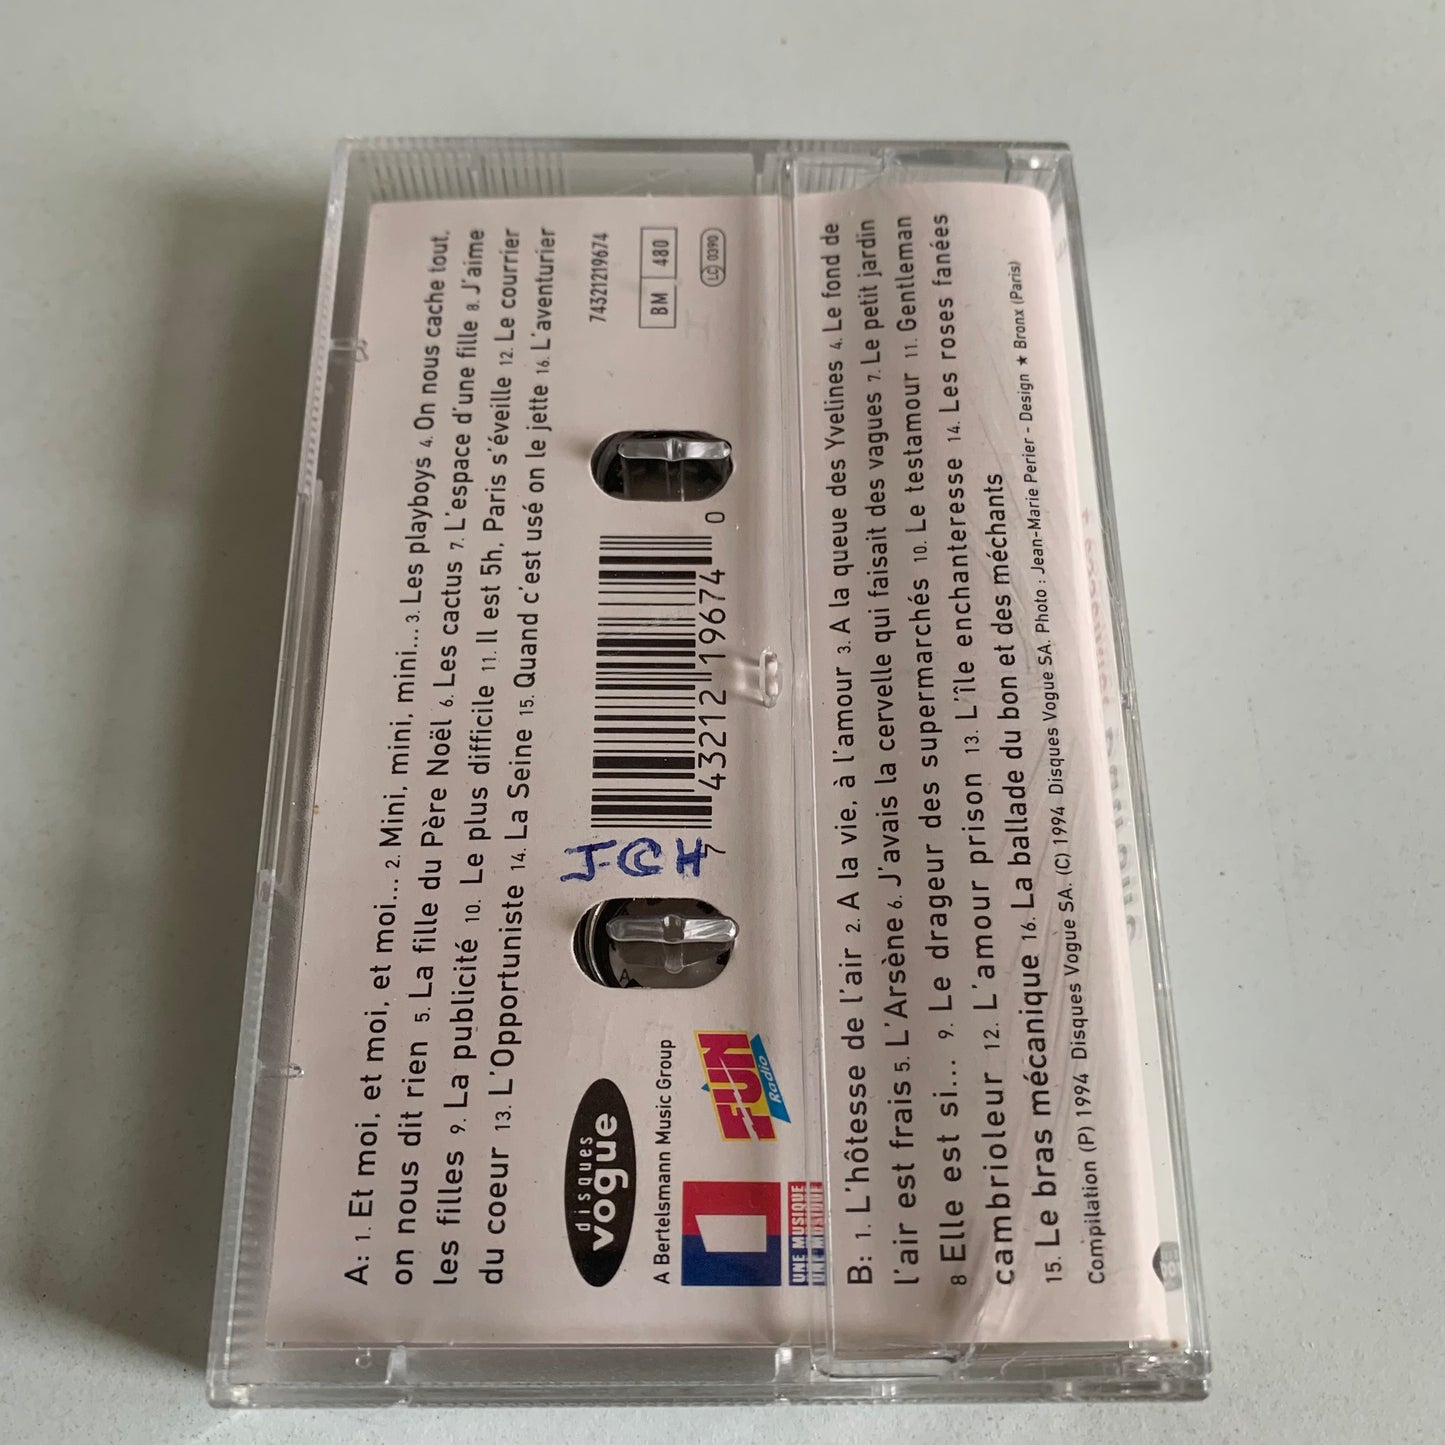 A: 1. Et moi, et moi, et moi... 2. Mini, mini, mini... 3. Les playboys 4. On nous cache tout,
on nous dit rien 5. La fille du Père Noël 6. Les cactus 7. L'espace d'une fille 8. J'aime
les filles 9. La publicité 10. Le plus difficile 11. Il est 5h, Paris s'éveille 12. Le courrier
du coeur 13. L'Opportuniste 14. La Seine 15. Quand c'est usé on le jette 16. L'aventurier
disques
vogue
A Bertelsmann Music Group
1
UNE MUSIQUE
UNE MUSIQUE
FUN
Radio
J-CH
7 43212 19674 0
74321219674
BM 480
LC 0390
B: 1. L'hôtesse de l'air 2. A la vie, à l'amour 3. A la queue des Yvelines 4. Le fond de
l'air est frais 5. L'Arsène 6. J'avais la cervelle qui faisait des vagues 7. Le petit jardin
8 Elle est si... 9. Le drageur des supermarchés 10. Le testamour 11. Gentleman
cambrioleur 12. L'amour prison 13. L'île enchanteresse 14. Les roses fanées
15. Le bras mécanique 16. La ballade du bon et des méchants
Compilation (P) 1994 Disques Vogue SA. (C) 1994 Disques Vogue SA. Photo : Jean-Marie Perier - Design ★ Bronx (Paris)